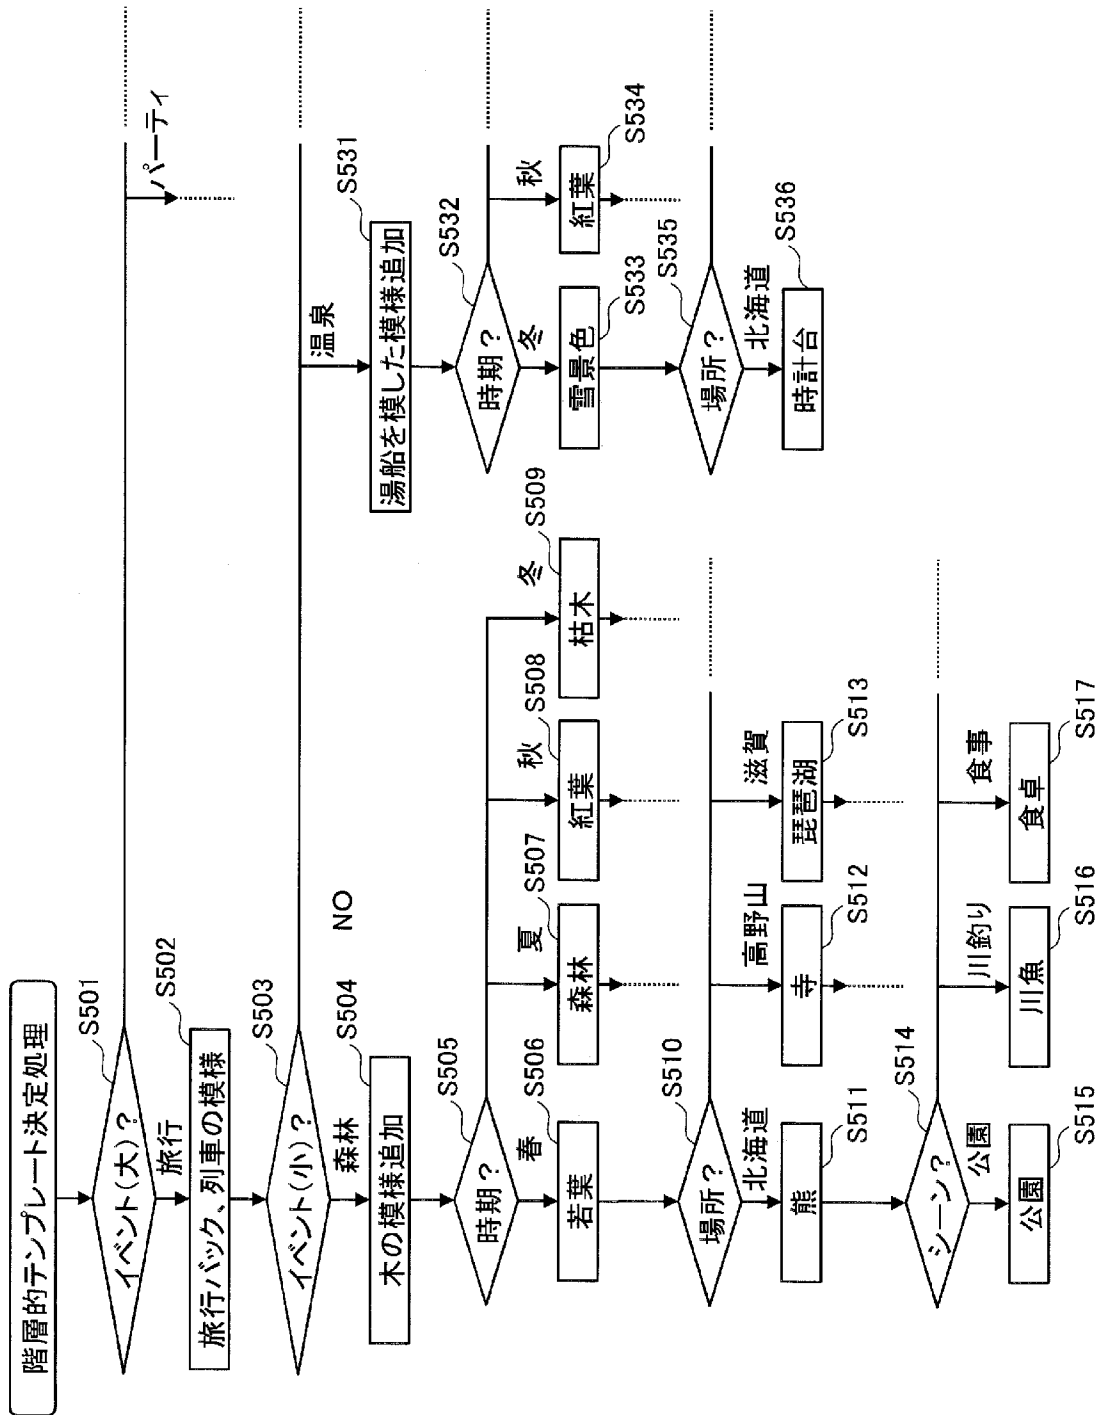 階層的テンプレート決定処理
S501
イベント(大)？
旅行
パーティ
S502
旅行バック、列車の模様
S503
イベント(小)？
森林
NO
温泉
S504
木の模様追加
S531
湯船を模した模様追加
S505
時期？
S532
時期？
春
S506
若葉
夏
S507
森林
秋
S508
紅葉
冬
S509
枯木
冬
S533
雪景色
秋
S534
紅葉
S510
場所？
S535
場所？
北海道
S511
熊
高野山
S512
寺
滋賀
S513
琵琶湖
北海道
S536
時計台
S514
シーン？
公園
S515
公園
川釣り
S516
川魚
食事
S517
食卓